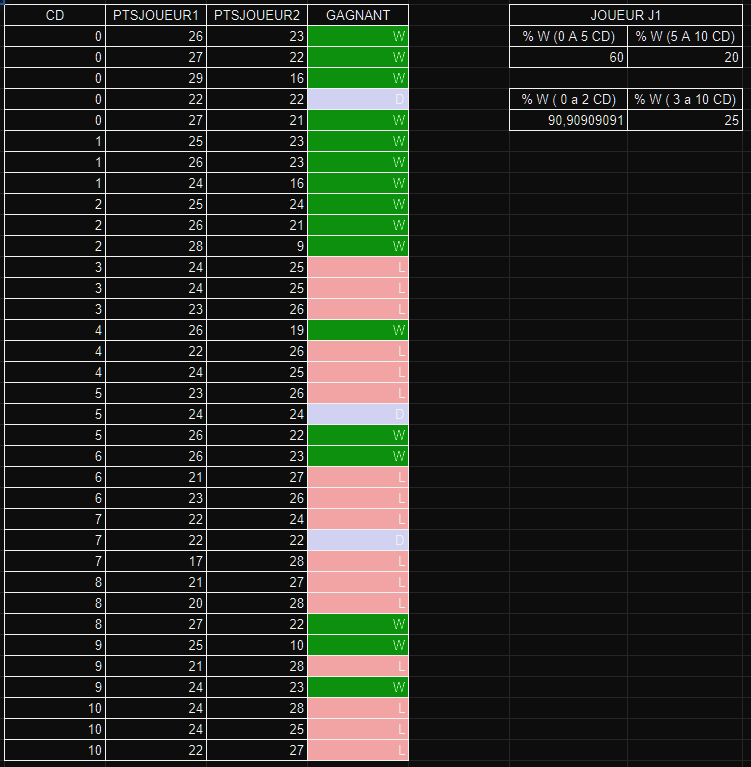 CD PTSJOUEUR1 PTSJOUEUR2 GAGNANT JOUEUR J1
0 26 23 W % W (0 A 5 CD) % W (5 A 10 CD)
0 27 22 W 60 20
0 29 16 W
0 22 22 D % W ( 0 a 2 CD) % W ( 3 a 10 CD)
0 27 21 W 90,90909091 25
1 25 23 W
1 26 23 W
1 24 16 W
2 25 24 W
2 26 21 W
2 28 9 W
3 24 25 L
3 24 25 L
3 23 26 L
4 26 19 W
4 22 26 L
4 24 25 L
5 23 26 L
5 24 24 D
5 26 22 W
6 26 23 W
6 21 27 L
6 23 26 L
7 22 24 L
7 22 22 D
7 17 28 L
8 21 27 L
8 20 28 L
8 27 22 W
9 25 10 W
9 21 28 L
9 24 23 W
10 24 28 L
10 24 25 L
10 22 27 L